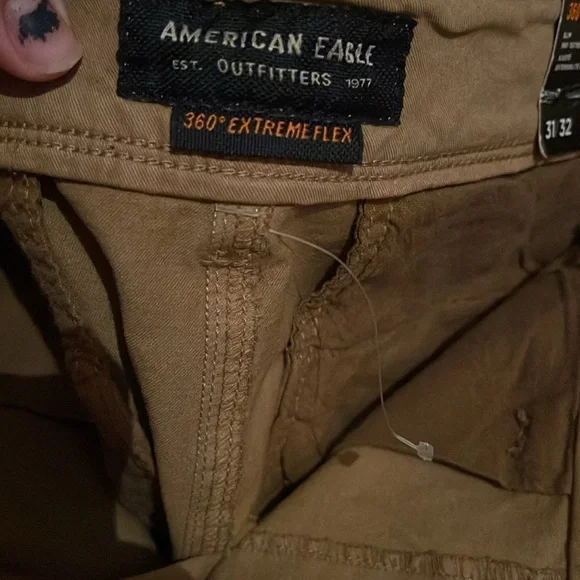 AMERICAN EAGLE
EST. OUTFITTERS 1977
360° EXTREME FLEX
31 32